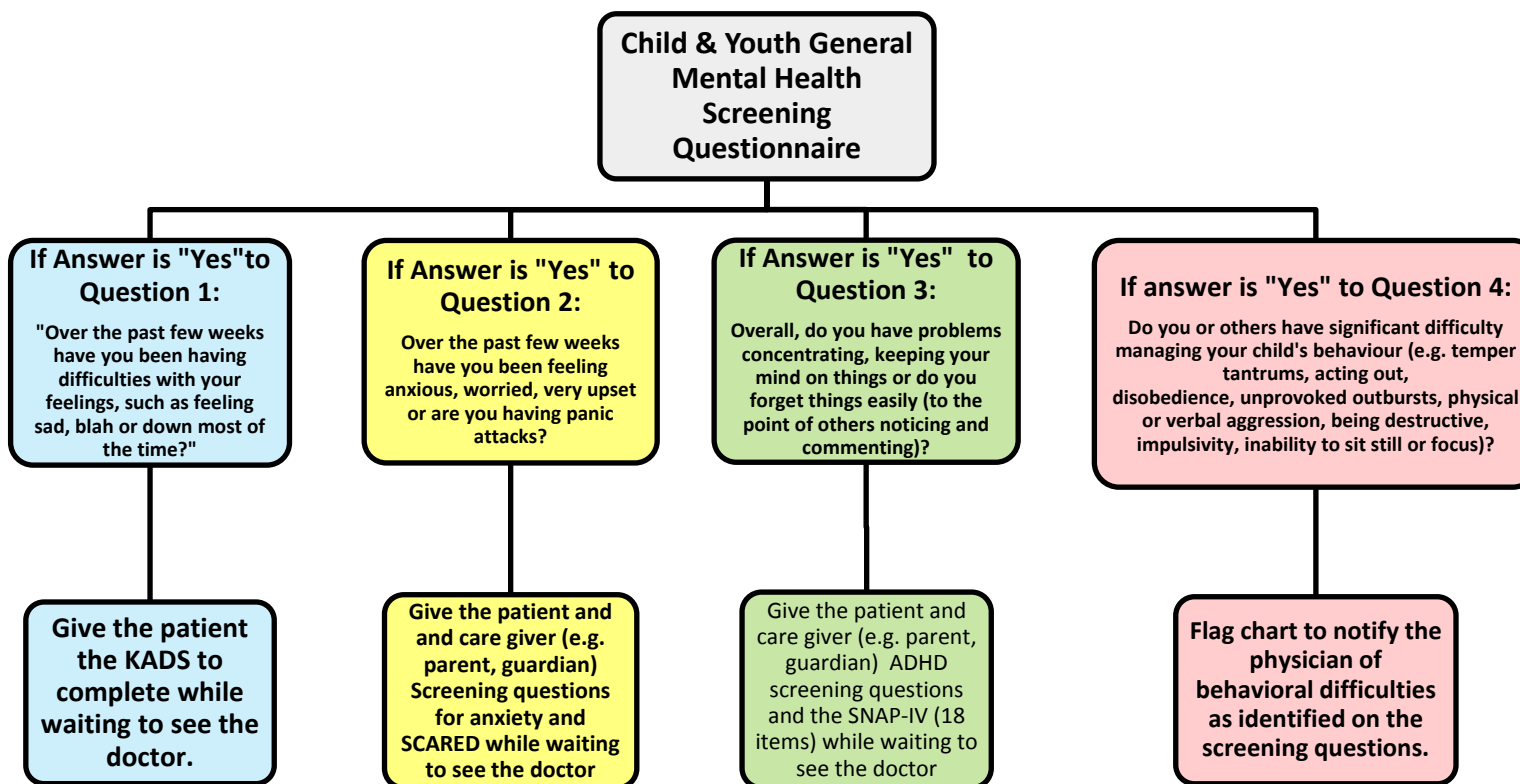 Child & Youth General
Mental Health
Screening
Questionnaire
If Answer is "Yes"to
Question 1:
"Over the past few weeks
have you been having
difficulties with your
feelings, such as feeling
sad, blah or down most of
the time?"
If Answer is "Yes" to
Question 2:
Over the past few weeks
have you been feeling
anxious, worried, very upset
or are you having panic
attacks?
If Answer is "Yes"  to
Question 3:
Overall, do you have problems
concentrating, keeping your
mind on things or do you
forget things easily (to the
point of others noticing and
commenting)?
If answer is "Yes" to Question 4:
Do you or others have significant difficulty
managing your child's behaviour (e.g. temper
tantrums, acting out,
disobedience, unprovoked outbursts, physical
or verbal aggression, being destructive,
impulsivity, inability to sit still or focus)?
Give the patient
the KADS to
complete while
waiting to see the
doctor.
Give the patient and
and care giver (e.g.
parent, guardian)
Screening questions
for anxiety and
SCARED while waiting
to see the doctor
Give the patient and
care giver (e.g. parent,
guardian)  ADHD
screening questions
and the SNAP-IV (18
items) while waiting to
see the doctor
Flag chart to notify the
physician of
behavioral difficulties
as identified on the
screening questions.